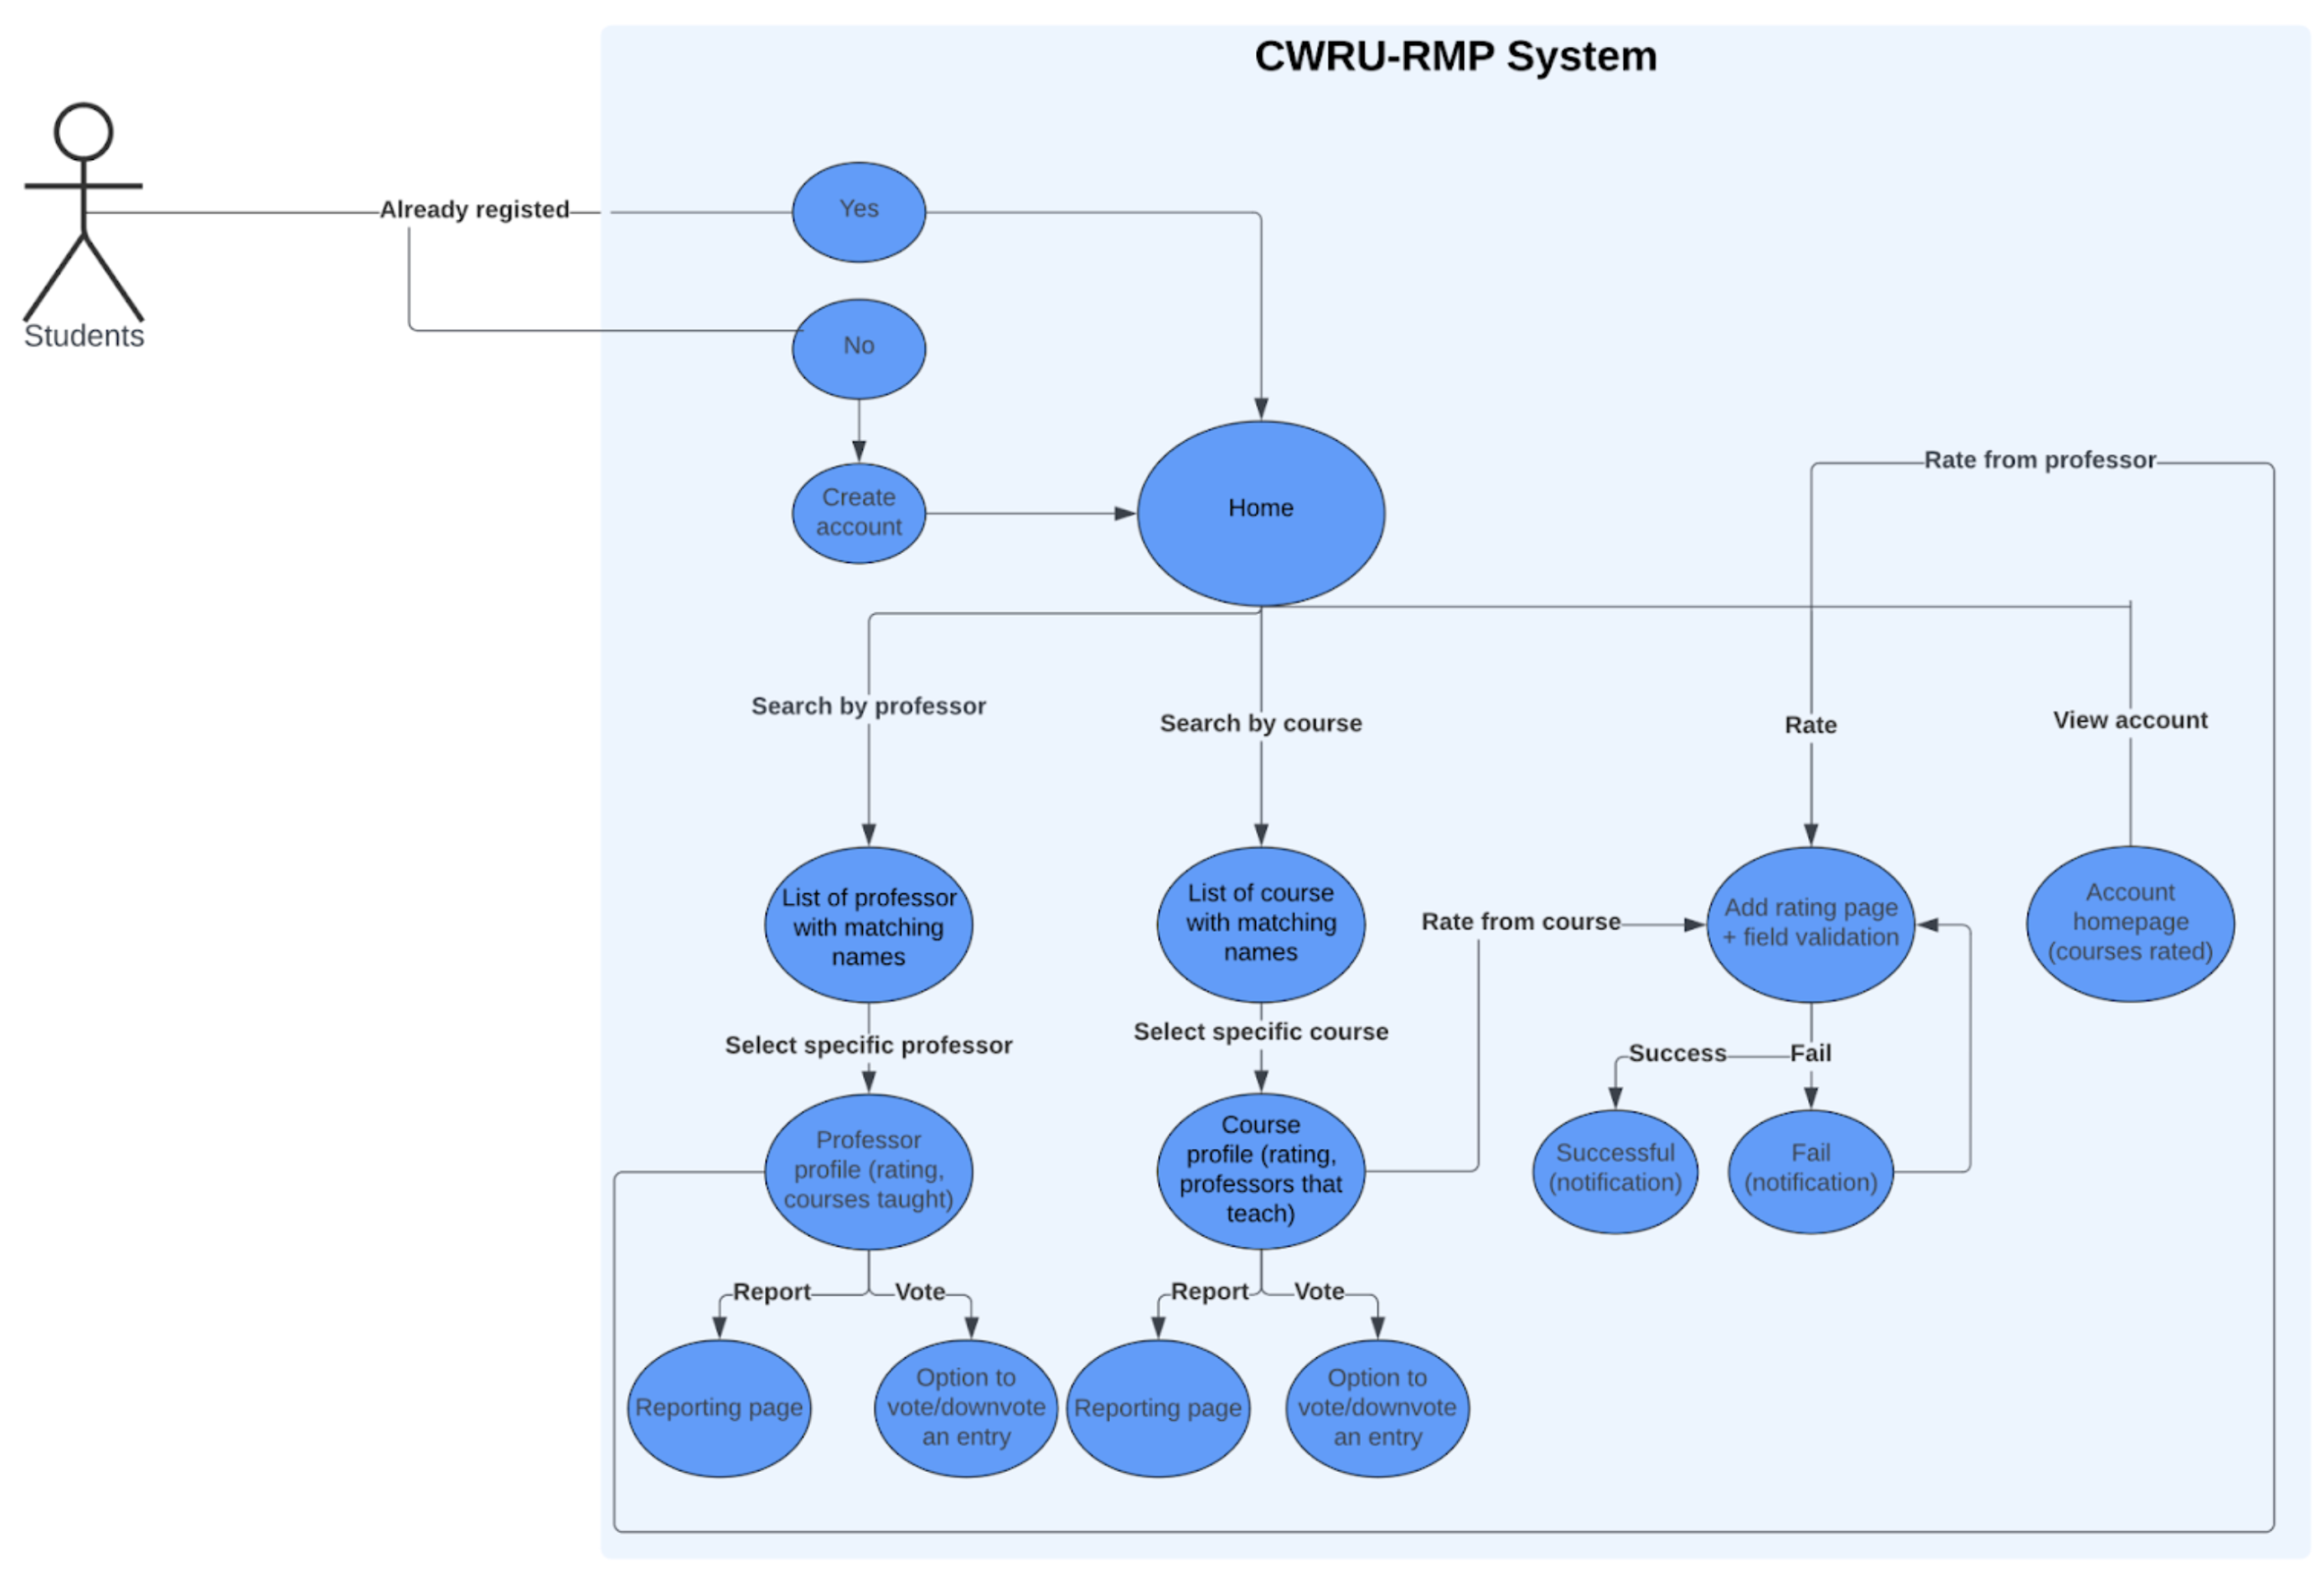 CWRU-RMP System
Already registed
Yes
Students
No
Create
account
Home
Rate from professor
Search by professor
Search by course
Rate
View account
List of professor
with matching
names
List of course
with matching
names
Rate from course
Add rating page
+ field validation
Account
homepage
(courses rated)
Select specific professor
Select specific course
Success
Fail
Professor
profile (rating,
courses taught)
Course
profile (rating,
professors that
teach)
Successful
(notification)
Fail
(notification)
Report
Vote
Report
Vote
Reporting page
Option to
vote/downvote
an entry
Reporting page
Option to
vote/downvote
an entry